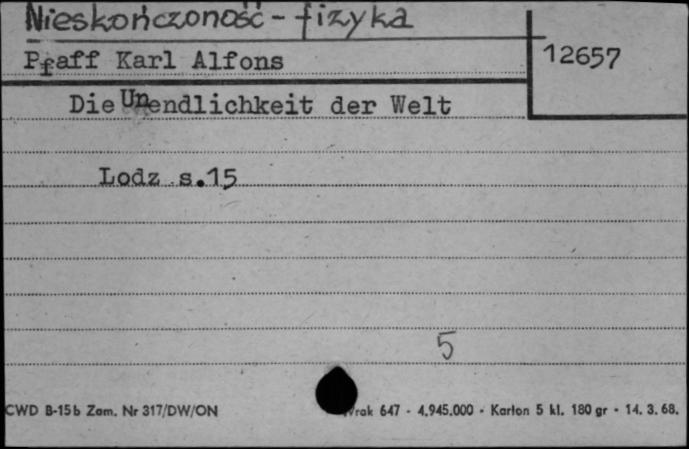 Nieskończoność - fizyka
Pfaff Karl Alfons
12657
Die Unendlichkeit der Welt
Lodz s.15
5
CWD B-15b Zam. Nr 317/DW/ON
647 - 4.945.000 - Karton 5 kl. 180 gr - 14. 3. 68.